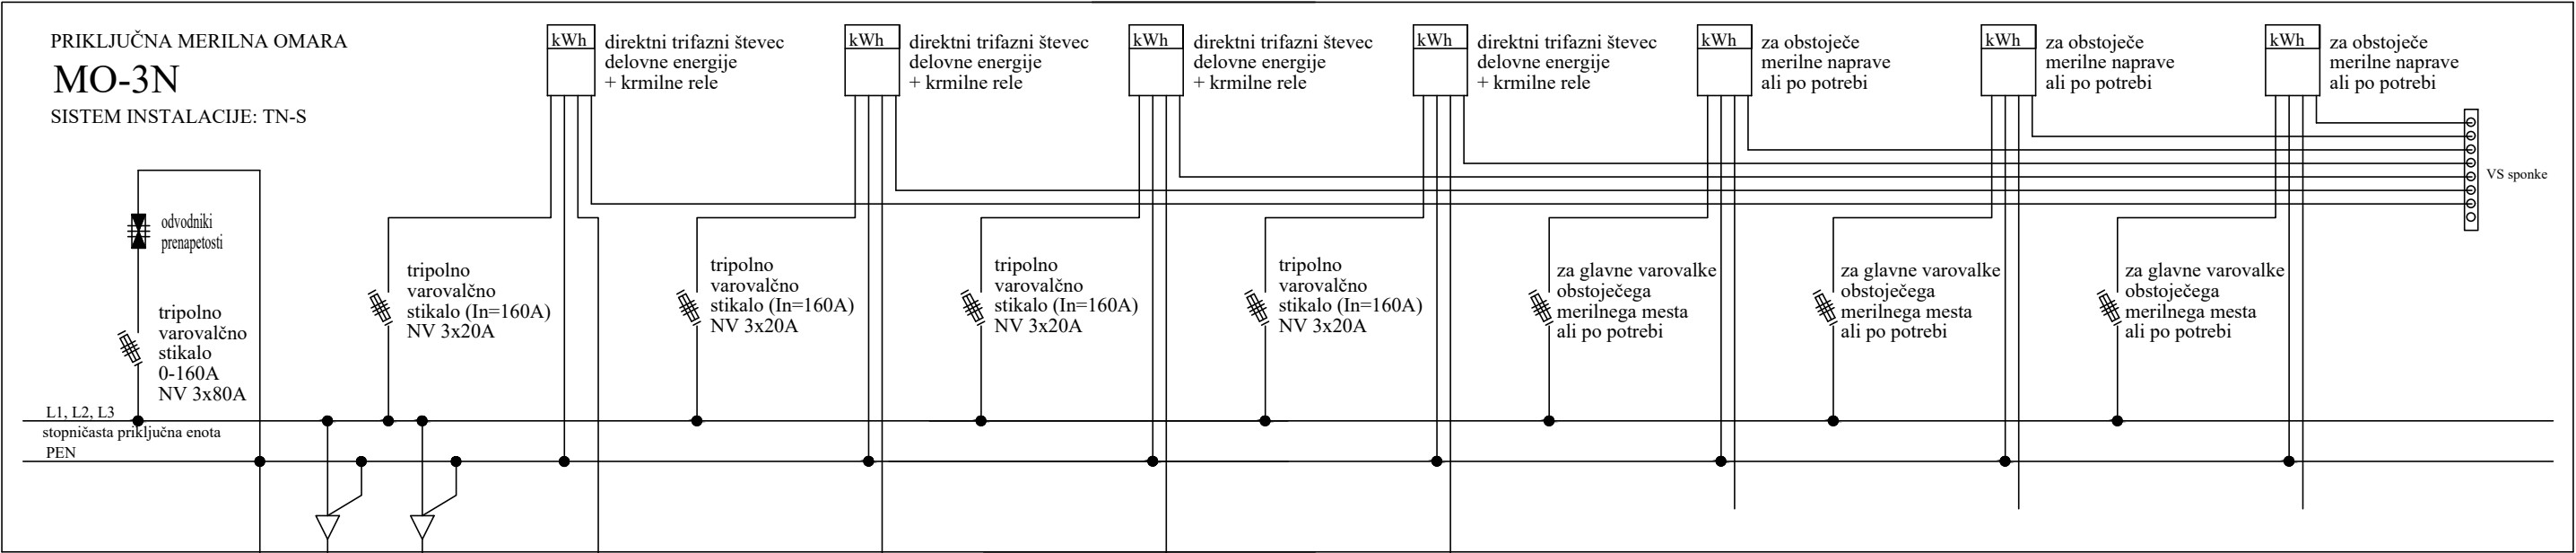 PRIKLJUČNA MERILNA OMARA
MO-3N
SISTEM INSTALACIJE: TN-S
kWh
direktni trifazni števec
delovne energije
+ krmilne rele
kWh
direktni trifazni števec
delovne energije
+ krmilne rele
kWh
direktni trifazni števec
delovne energije
+ krmilne rele
kWh
direktni trifazni števec
delovne energije
+ krmilne rele
kWh
za obstoječe
merilne naprave
ali po potrebi
kWh
za obstoječe
merilne naprave
ali po potrebi
kWh
za obstoječe
merilne naprave
ali po potrebi
VS sponke
odvodniki
prenapetosti
tripolno
varovalčno
stikalo
0-160A
NV 3x80A
tripolno
varovalčno
stikalo (In=160A)
NV 3x20A
tripolno
varovalčno
stikalo (In=160A)
NV 3x20A
tripolno
varovalčno
stikalo (In=160A)
NV 3x20A
tripolno
varovalčno
stikalo (In=160A)
NV 3x20A
za glavne varovalke
obstoječega
merilnega mesta
ali po potrebi
za glavne varovalke
obstoječega
merilnega mesta
ali po potrebi
za glavne varovalke
obstoječega
merilnega mesta
ali po potrebi
L1, L2, L3
stopničasta priključna enota
PEN